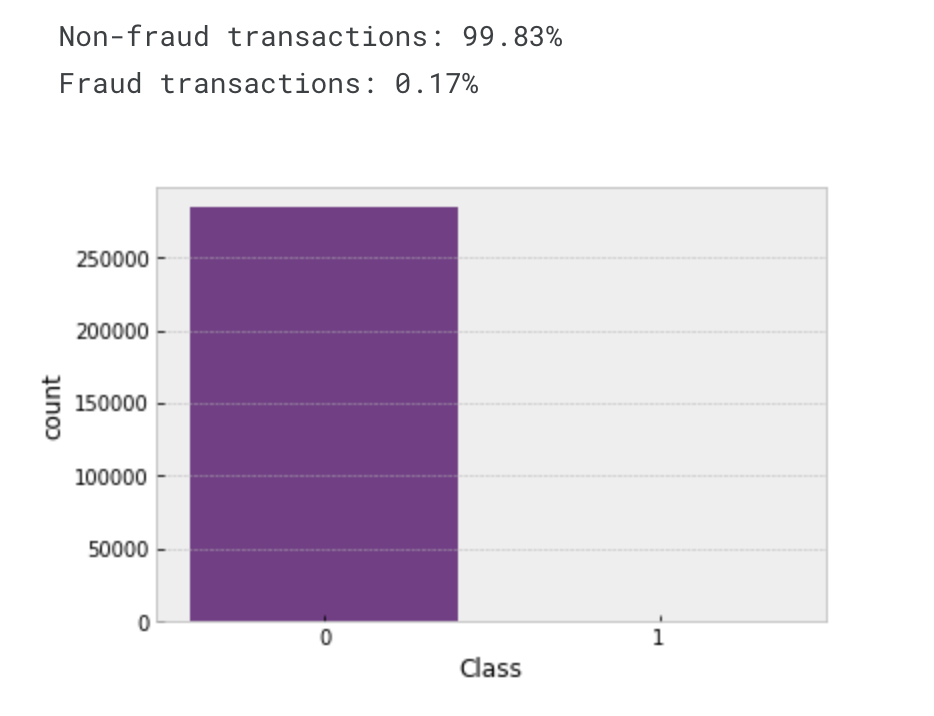 Non-fraud transactions: 99.83%
Fraud transactions: 0.17%
250000
200000
150000
100000
50000
0
count
0
1
Class